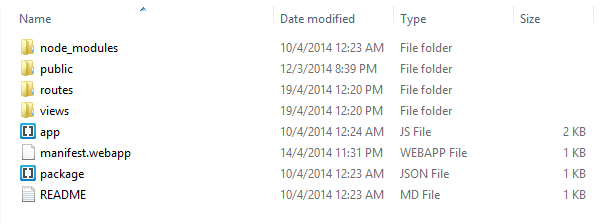 Name Date modified Type Size
node_modules 10/4/2014 12:23 AM File folder
public 12/3/2014 8:39 PM File folder
routes 19/4/2014 12:20 PM File folder
views 19/4/2014 12:20 PM File folder
app 10/4/2014 12:24 AM JS File 2 KB
manifest.webapp 14/4/2014 11:31 PM WEBAPP File 1 KB
package 10/4/2014 12:23 AM JSON File 1 KB
README 10/4/2014 12:23 AM MD File 1 KB